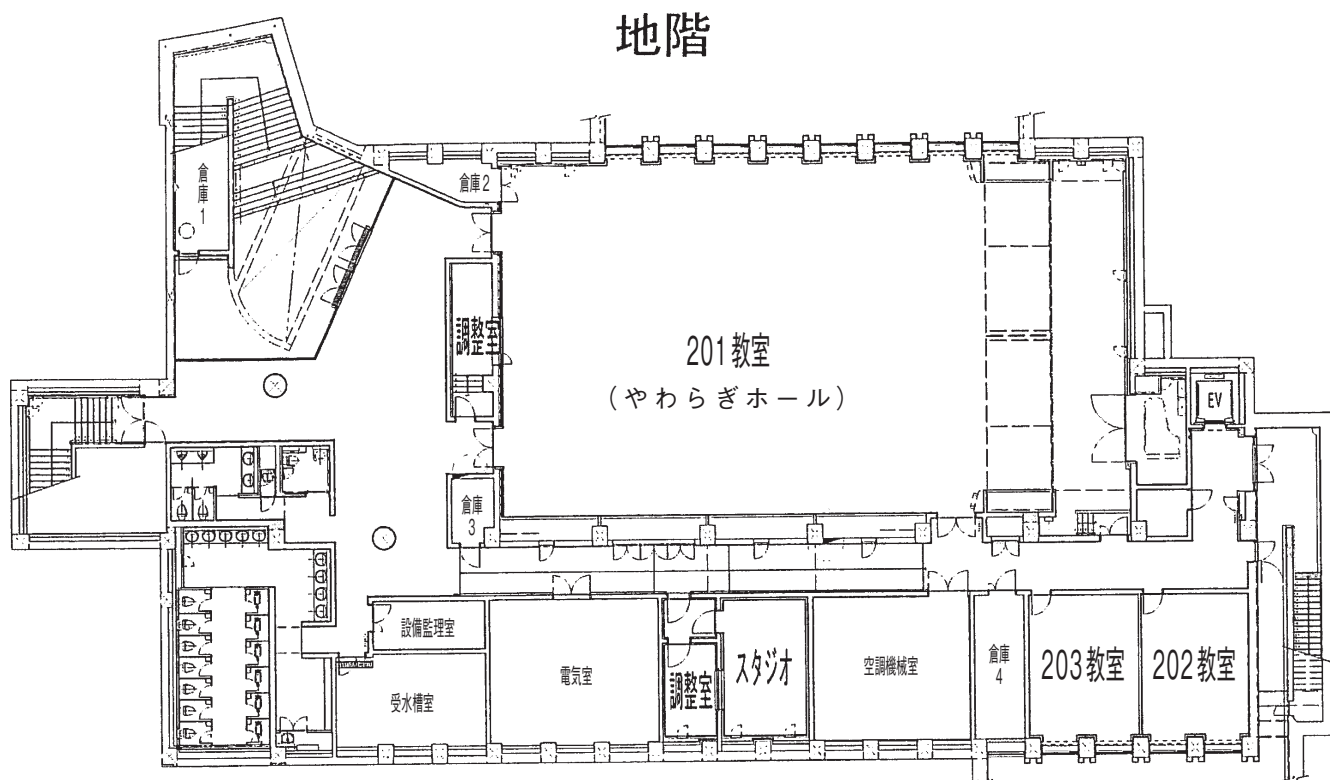 地階
倉庫1
倉庫2
調整室
201教室
(やわらぎホール)
EV
倉庫
3
設備監理室
電気室
調整室
スタジオ
空調機械室
倉庫
4
203教室
202教室
受水槽室